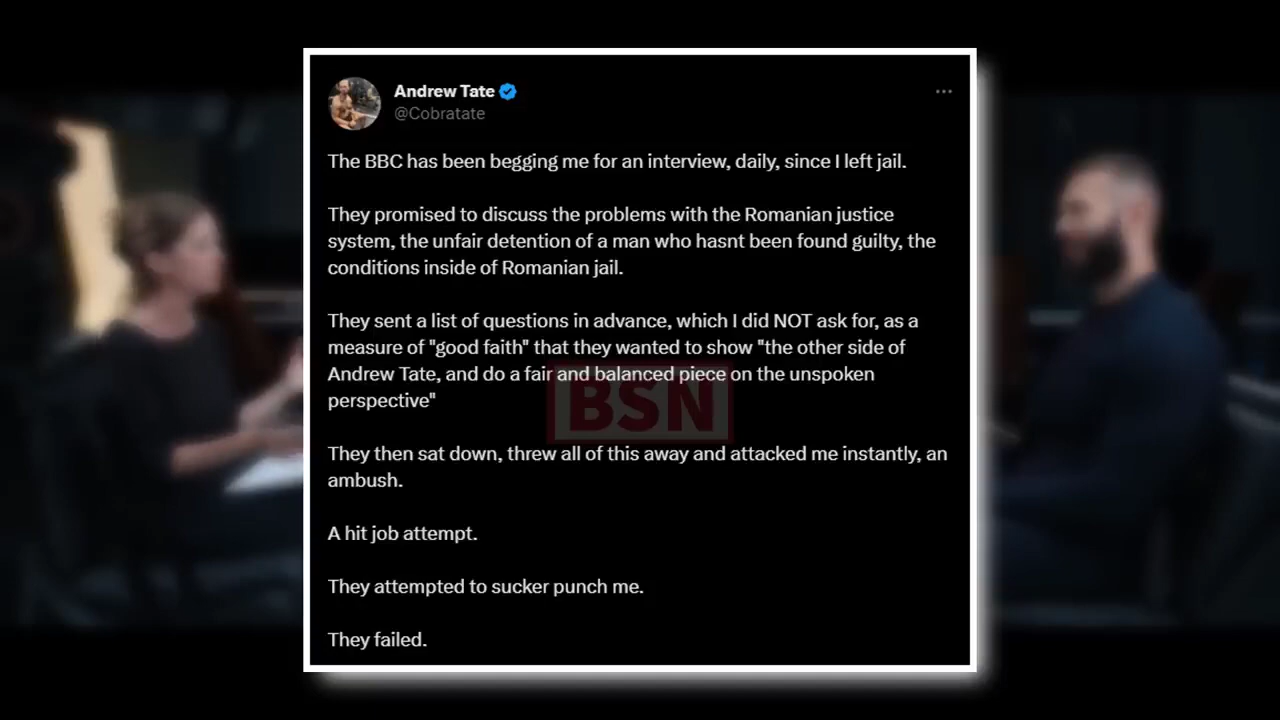 Andrew Tate
@Cobratate
The BBC has been begging me for an interview, daily, since I left jail.
They promised to discuss the problems with the Romanian justice
system, the unfair detention of a man who hasnt been found guilty, the
conditions inside of Romanian jail.
They sent a list of questions in advance, which I did NOT ask for, as a
measure of "good faith" that they wanted to show "the other side of
Andrew Tate, and do a fair and balanced piece on the unspoken
perspective"
BSN
They then sat down, threw all of this away and attacked me instantly, an
ambush.
A hit job attempt.
They attempted to sucker punch me.
They failed.